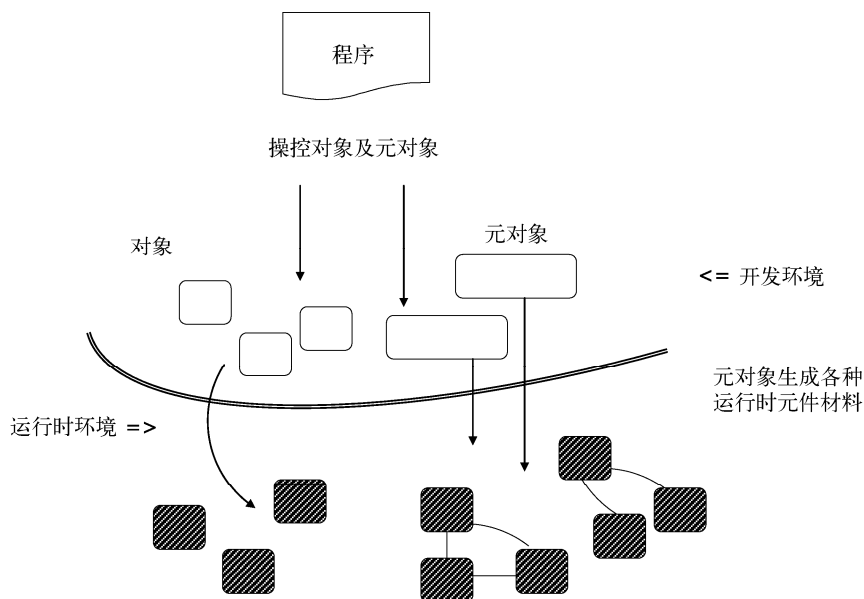 程序
操控对象及元对象
元对象
对象
<= 开发环境
元对象生成各种
运行时元件材料
运行时环境 =>